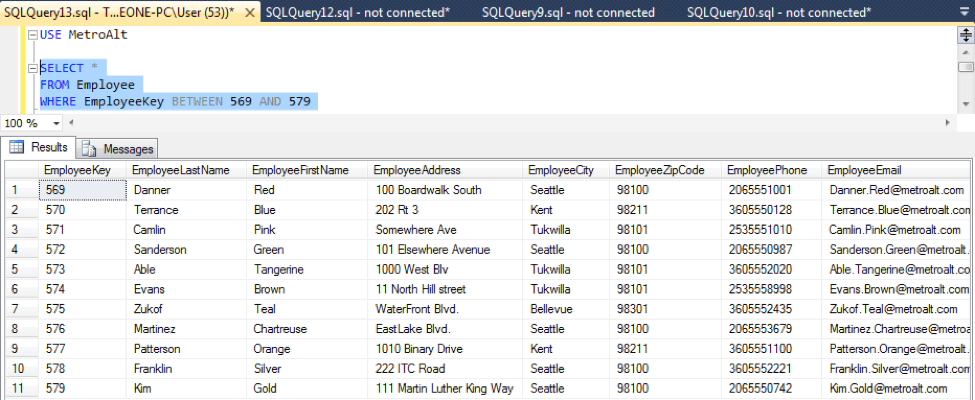 SQLQuery13.sql - T...EONE-PC\User (53))* SQLQuery12.sql - not connected* SQLQuery9.sql - not connected SQLQuery10.sql - not connected*
USE MetroAlt
SELECT *
FROM Employee
WHERE EmployeeKey BETWEEN 569 AND 579
100 %
Results Messages
EmployeeKey EmployeeLastName EmployeeFirstName EmployeeAddress EmployeeCity EmployeeZipCode EmployeePhone EmployeeEmail
1 569 Danner Red 100 Boardwalk South Seattle 98100 2065551001 Danner.Red@metroalt.com
2 570 Terrance Blue 202 Rt 3 Kent 98211 3605550128 Terrance.Blue@metroalt.com
3 571 Camlin Pink Somewhere Ave Tukwilla 98101 2535551010 Camlin.Pink@metroalt.com
4 572 Sanderson Green 101 Elsewhere Avenue Seattle 98100 2065550987 Sanderson.Green@metroalt.c
5 573 Able Tangerine 1000 West Blv Tukwilla 98101 3605552020 Able.Tangerine@metroalt.com
6 574 Evans Brown 11 North Hill street Tukwilla 98101 2535558998 Evans.Brown@metroalt.com
7 575 Zukof Teal WaterFront Blvd. Bellevue 98301 3605552435 Zukof.Teal@metroalt.com
8 576 Martinez Chartreuse EastLake Blvd. Seattle 98100 2065553679 Martinez.Chartreuse@metroalt
9 577 Patterson Orange 1010 Binary Drive Kent 98211 3605551100 Patterson.Orange@metroalt.co
10 578 Franklin Silver 222 ITC Road Seattle 98100 3605552221 Franklin.Silver@metroalt.com
11 579 Kim Gold 111 Martin Luther King Way Seattle 98100 2065550742 Kim.Gold@metroalt.com